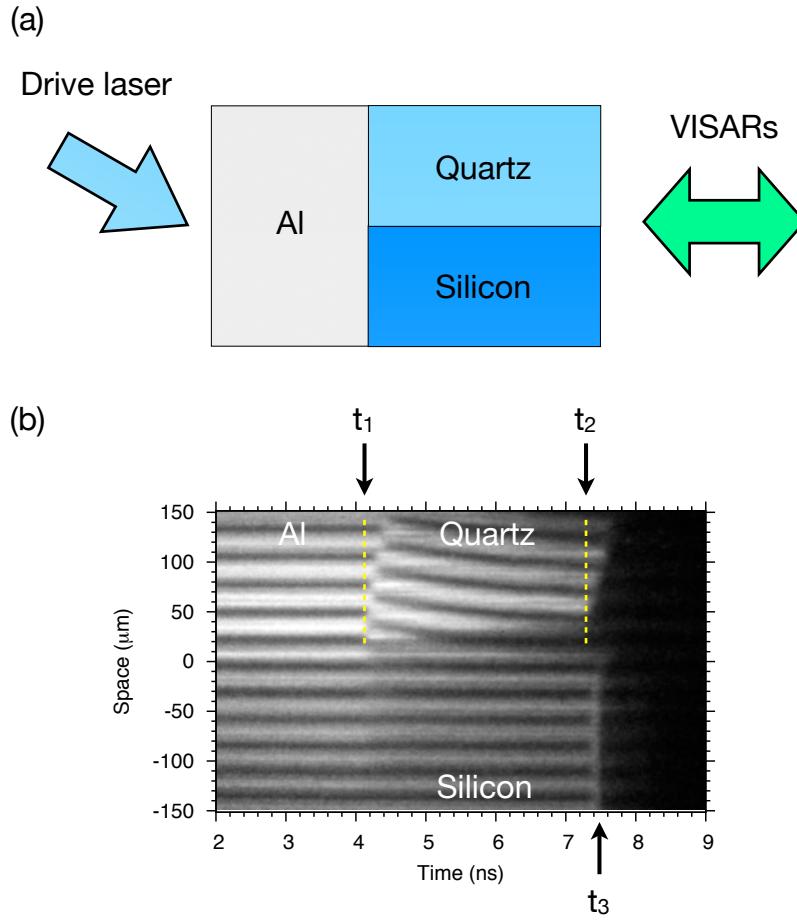 (a)
Drive laser
VISARs
Quartz
Al
Silicon
(b)
t₁
t₂
150
100
50
0
-50
-100
-150
Space (μm)
Al
Quartz
Silicon
2
3
4
5
6
7
8
9
Time (ns)
t₃